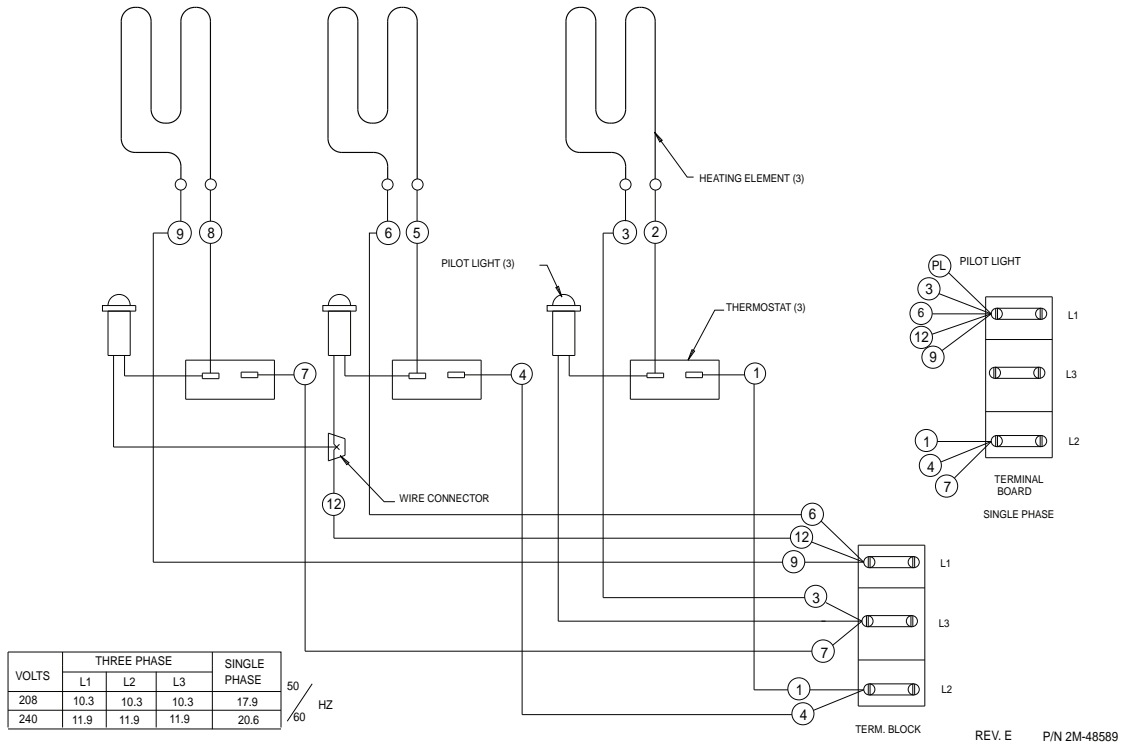 HEATING ELEMENT (3)
9
8
6
5
3
2
PILOT LIGHT (3)
PL
PILOT LIGHT
3
6
12
9
L1
THERMOSTAT (3)
7
4
1
L3
1
4
7
L2
TERMINAL
BOARD
SINGLE PHASE
WIRE CONNECTOR
12
6
12
9
L1
3
L3
7
1
L2
4
TERM. BLOCK
VOLTS THREE PHASE SINGLE PHASE
L1 L2 L3
208 10.3 10.3 10.3 17.9
240 11.9 11.9 11.9 20.6
50/60 HZ
REV. E P/N 2M-48589